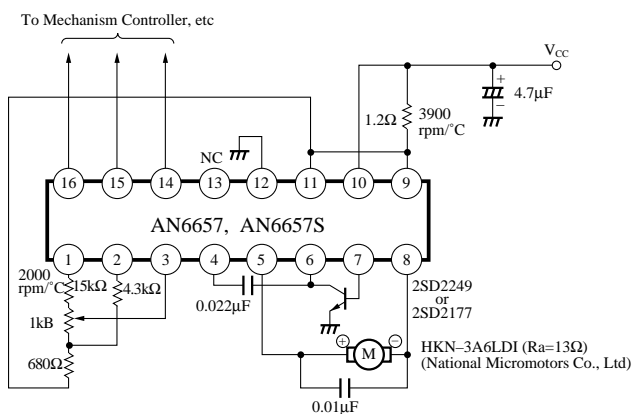 To Mechanism Controller, etc
VCC
+
−
4.7µF
1.2Ω
3900
rpm/˚C
NC
16 15 14 13 12 11 10 9
AN6657, AN6657S
1 2 3 4 5 6 7 8
2000
rpm/˚C
15kΩ
4.3kΩ
1kB
680Ω
0.022µF
2SD2249
or
2SD2177
+ M −
HKN–3A6LDI (Ra=13Ω)
(National Micromotors Co., Ltd)
0.01µF